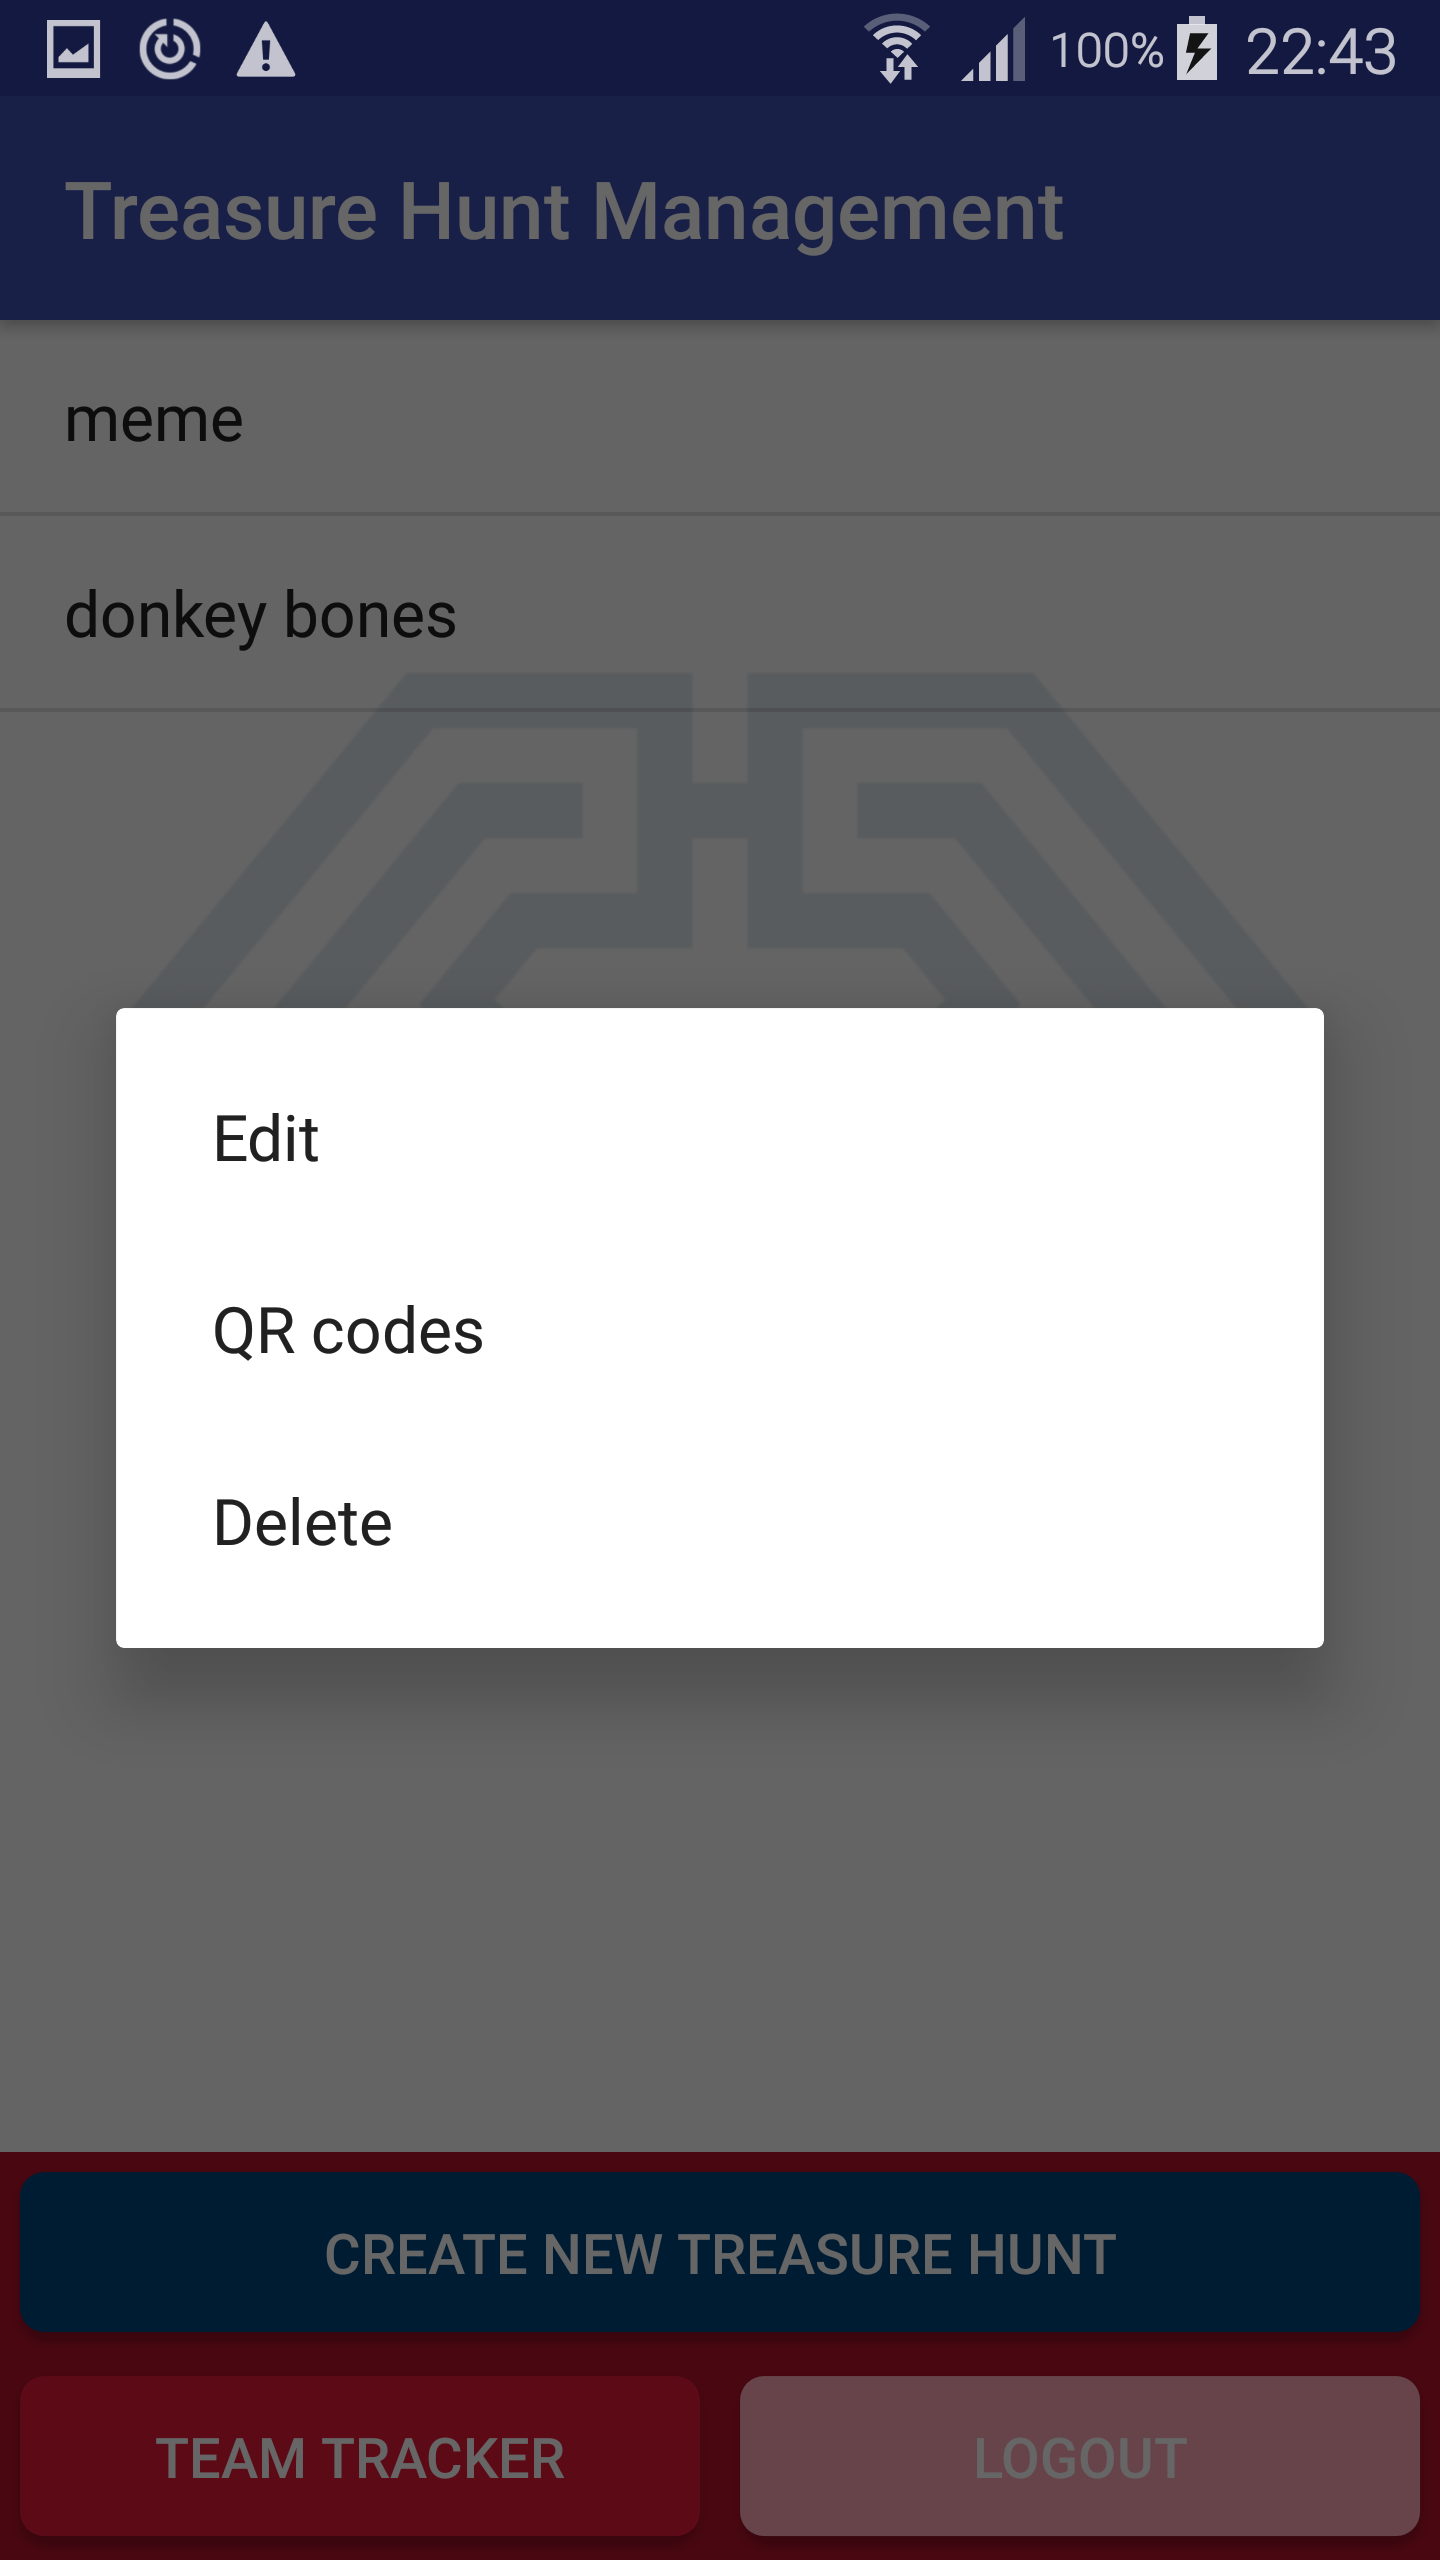 100% 22:43
Treasure Hunt Management
meme
donkey bones
Edit
QR codes
Delete
CREATE NEW TREASURE HUNT
TEAM TRACKER LOGOUT